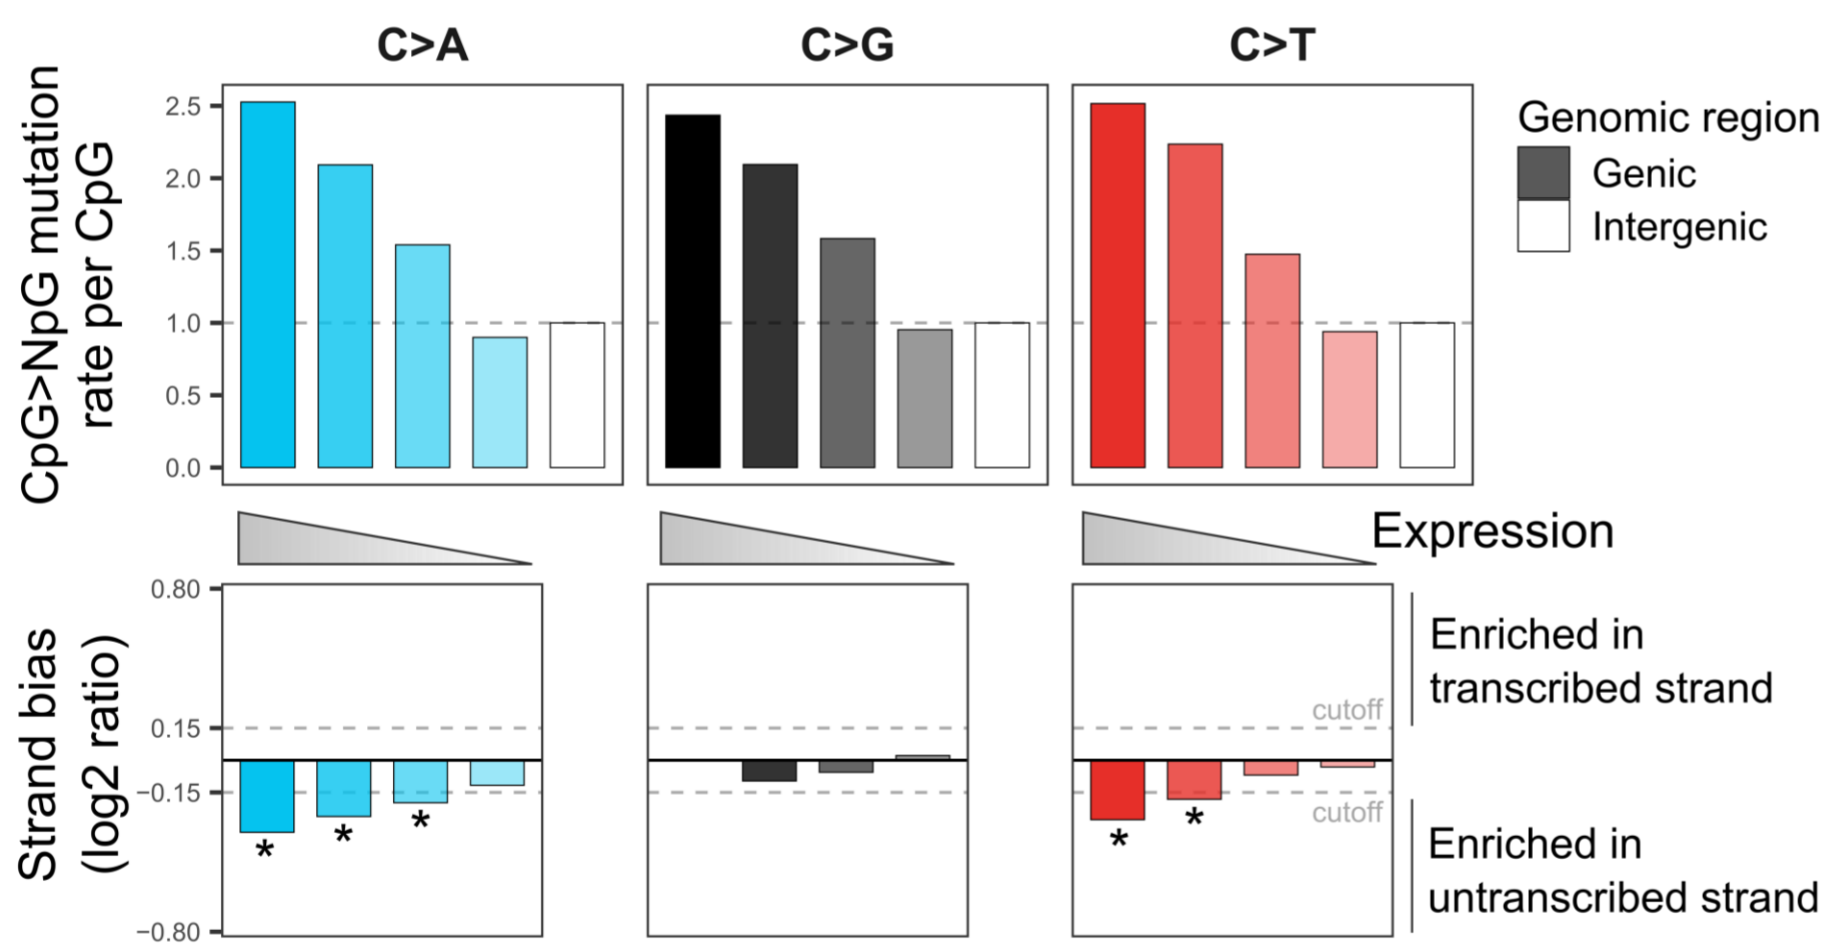 C>A
C>G
C>T
CpG>NpG mutation
rate per CpG
2.5
2.0
1.5
1.0
0.5
0.0
Genomic region
Genic
Intergenic
Expression
Strand bias
(log2 ratio)
0.80
0.15
−0.15
−0.80
*
*
*
cutoff
cutoff
*
*
Enriched in
transcribed strand
Enriched in
untranscribed strand